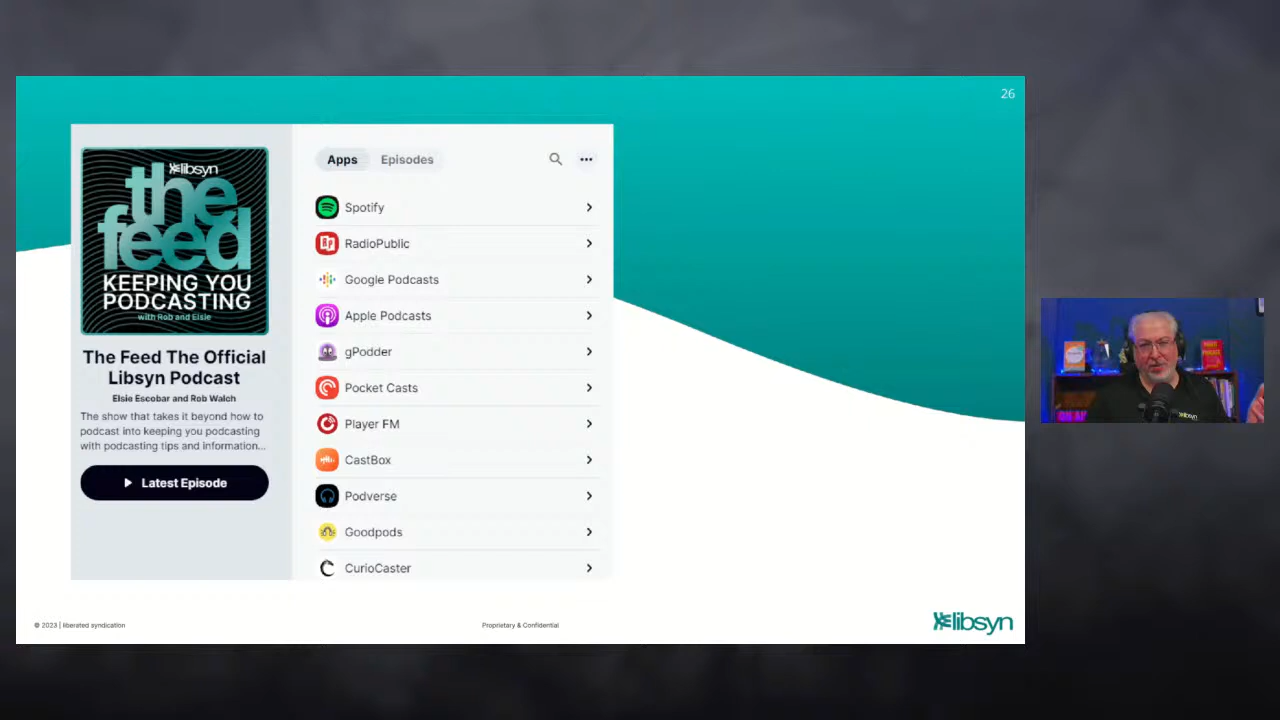 26
libsyn
the
feed
KEEPING YOU
PODCASTING
with Rob and Elsie
The Feed The Official
Libsyn Podcast
Elsie Escobar and Rob Walch
The show that takes it beyond how to
podcast into keeping you podcasting
with podcasting tips and information...
Latest Episode
Apps Episodes
Spotify
RadioPublic
Google Podcasts
Apple Podcasts
gPodder
Pocket Casts
Player FM
CastBox
Podverse
Goodpods
CurioCaster
© 2023 | liberated syndication
Proprietary & Confidential
libsyn
libsyn